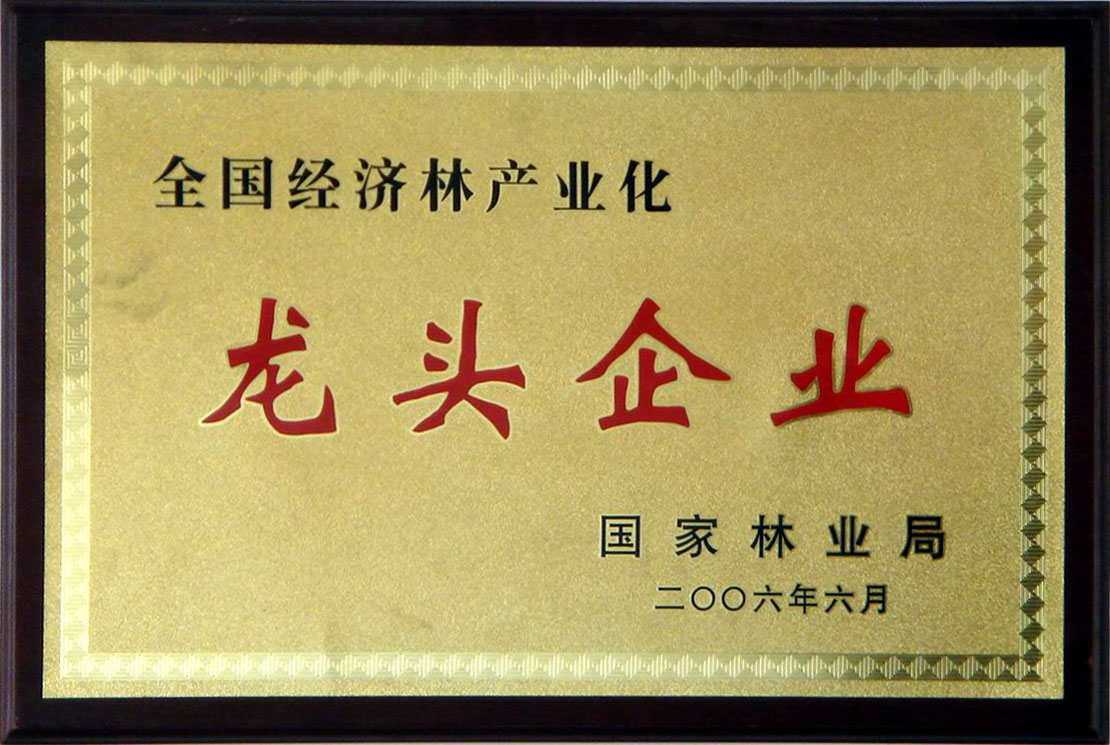 全国经济林产业化
龙头企业
国家林业局
二〇〇六年六月